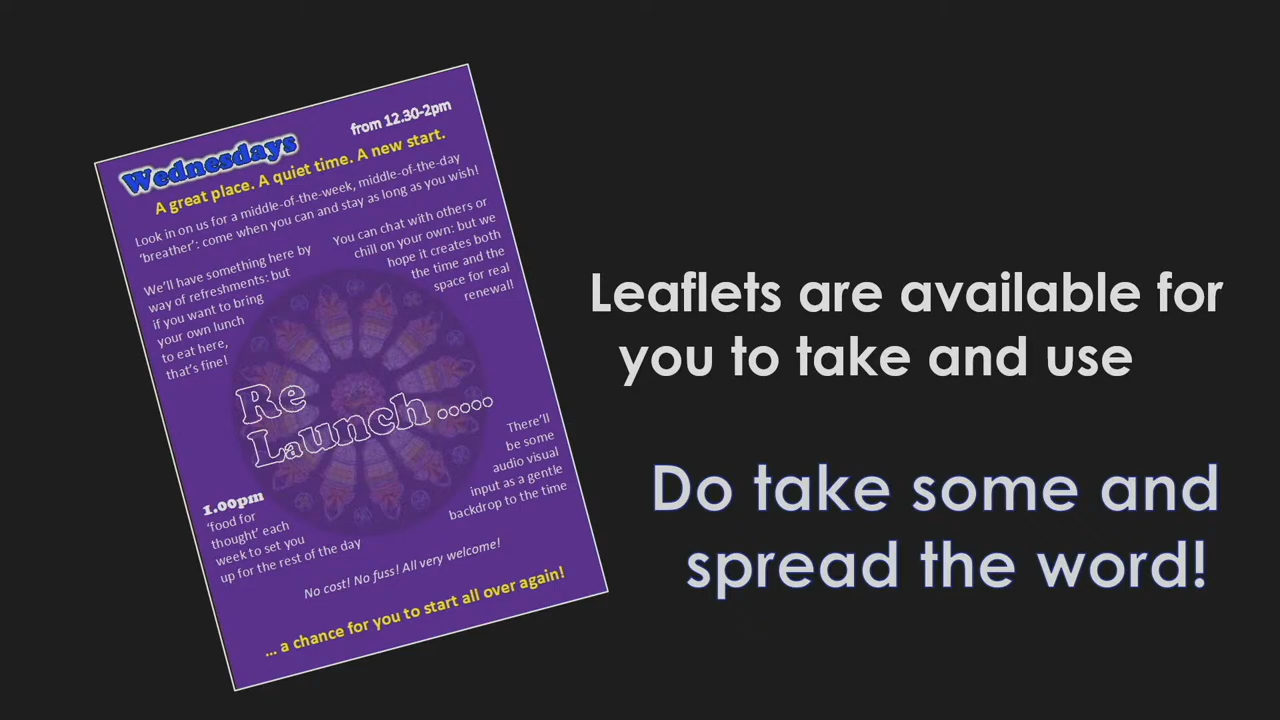 Wednesdays
from 12.30-2pm
A great place. A quiet time. A new start.
Look in on us for a middle-of-the-week, middle-of-the-day
‘breather’: come when you can and stay as long as you wish!
We’ll have something here by
way of refreshments: but
if you want to bring
your own lunch
to eat here,
that’s fine!
You can chat with others or
chill on your own: but we
hope it creates both
the time and the
space for real
renewal!
Re
Launch .....
There’ll
be some
audio visual
input as a gentle
backdrop to the time
1.00pm
‘food for
thought’ each
week to set you
up for the rest of the day
No cost! No fuss! All very welcome!
... a chance for you to start all over again!
Leaflets are available for
you to take and use
Do take some and
spread the word!